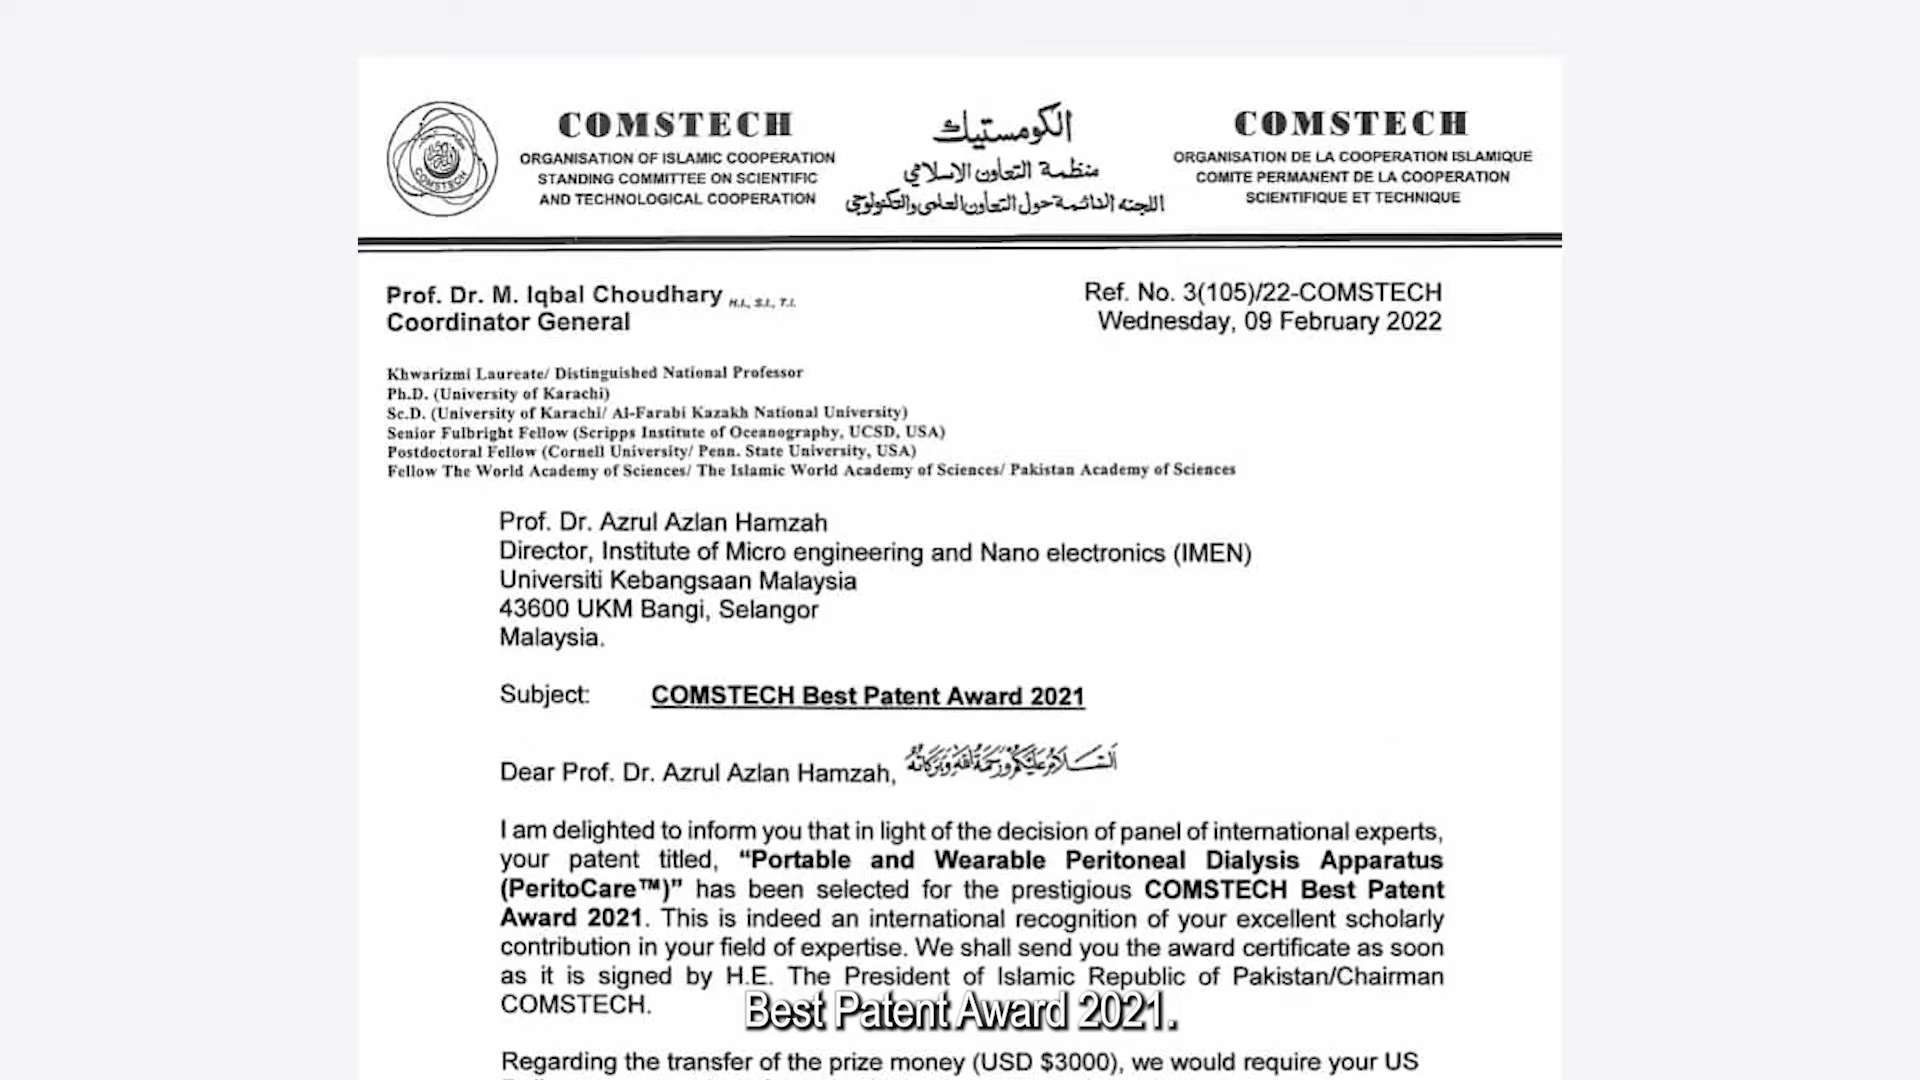 COMSTECH
ORGANISATION OF ISLAMIC COOPERATION
STANDING COMMITTEE ON SCIENTIFIC
AND TECHNOLOGICAL COOPERATION
الكومستيك
منظمة التعاون الاسلامي
اللجنه الدائمة حول التعاون العلمي والتكنولوجي
COMSTECH
ORGANISATION DE LA COOPERATION ISLAMIQUE
COMITE PERMANENT DE LA COOPERATION
SCIENTIFIQUE ET TECHNIQUE
COMSTECH
Prof. Dr. M. Iqbal Choudhary H.I., S.I., T.I.
Coordinator General
Ref. No. 3(105)/22-COMSTECH
Wednesday, 09 February 2022
Khwarizmi Laureate/ Distinguished National Professor
Ph.D. (University of Karachi)
Sc.D. (University of Karachi/ Al-Farabi Kazakh National University)
Senior Fulbright Fellow (Scripps Institute of Oceanography, UCSD, USA)
Postdoctoral Fellow (Cornell University/ Penn. State University, USA)
Fellow The World Academy of Sciences/ The Islamic World Academy of Sciences/ Pakistan Academy of Sciences
Prof. Dr. Azrul Azlan Hamzah
Director, Institute of Micro engineering and Nano electronics (IMEN)
Universiti Kebangsaan Malaysia
43600 UKM Bangi, Selangor
Malaysia.
Subject: COMSTECH Best Patent Award 2021
Dear Prof. Dr. Azrul Azlan Hamzah, السلام عليكم ورحمة الله وبركاته
I am delighted to inform you that in light of the decision of panel of international experts,
your patent titled, “Portable and Wearable Peritoneal Dialysis Apparatus
(PeritoCare™)” has been selected for the prestigious COMSTECH Best Patent
Award 2021. This is indeed an international recognition of your excellent scholarly
contribution in your field of expertise. We shall send you the award certificate as soon
as it is signed by H.E. The President of Islamic Republic of Pakistan/Chairman
COMSTECH.
Best Patent Award 2021.
Regarding the transfer of the prize money (USD $3000), we would require your US